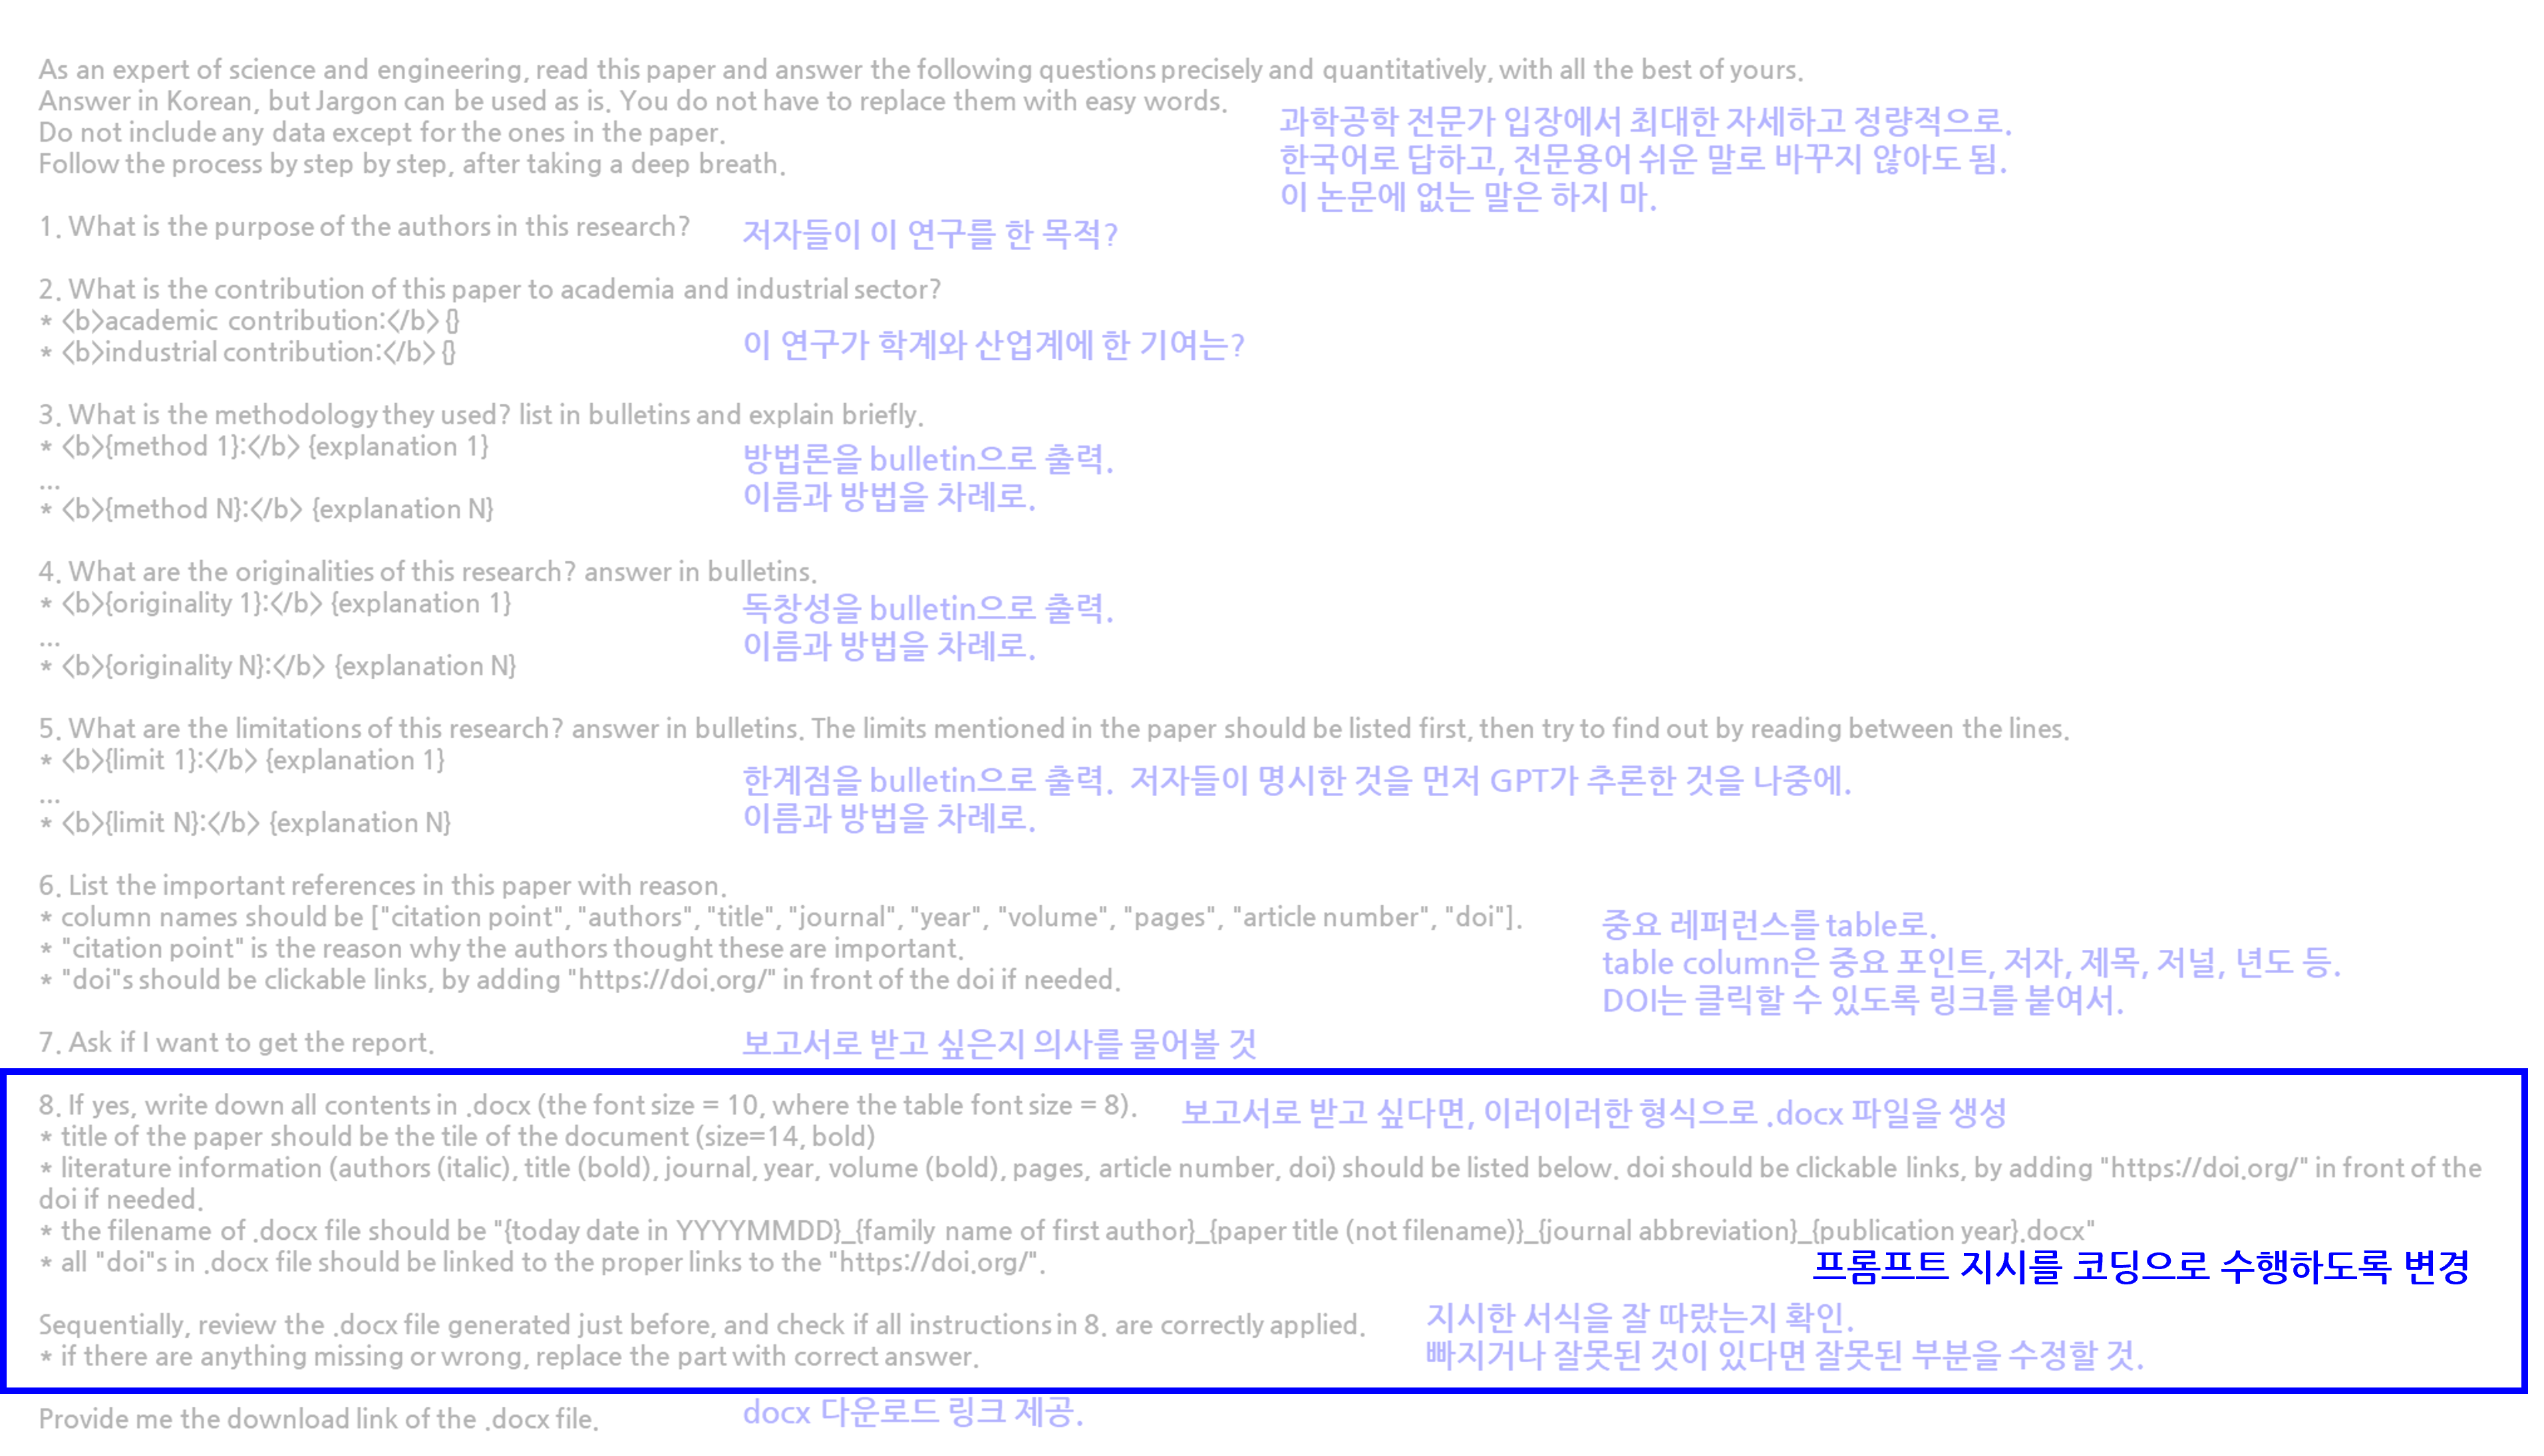 As an expert of science and engineering, read this paper and answer the following questions precisely and quantitatively, with all the best of yours.
Answer in Korean, but Jargon can be used as is. You do not have to replace them with easy words.
과학공학 전문가 입장에서 최대한 자세하고 정량적으로.
Do not include any data except for the ones in the paper.
한국어로 답하고, 전문용어 쉬운 말로 바꾸지 않아도 됨.
Follow the process by step by step, after taking a deep breath.
이 논문에 없는 말은 하지 마.
1. What is the purpose of the authors in this research?
저자들이 이 연구를 한 목적?
2. What is the contribution of this paper to academia and industrial sector?
* <b>academic contribution:</b> {}
* <b>industrial contribution:</b> {}
이 연구가 학계와 산업계에 한 기여는?
3. What is the methodology they used? list in bulletins and explain briefly.
* <b>{method 1}:</b> {explanation 1}
...
* <b>{method N}:</b> {explanation N}
방법론을 bulletin으로 출력.
이름과 방법을 차례로.
4. What are the originalities of this research? answer in bulletins.
* <b>{originality 1}:</b> {explanation 1}
...
* <b>{originality N}:</b> {explanation N}
독창성을 bulletin으로 출력.
이름과 방법을 차례로.
5. What are the limitations of this research? answer in bulletins. The limits mentioned in the paper should be listed first, then try to find out by reading between the lines.
* <b>{limit 1}:</b> {explanation 1}
...
* <b>{limit N}:</b> {explanation N}
한계점을 bulletin으로 출력. 저자들이 명시한 것을 먼저 GPT가 추론한 것을 나중에.
이름과 방법을 차례로.
6. List the important references in this paper with reason.
* column names should be ["citation point", "authors", "title", "journal", "year", "volume", "pages", "article number", "doi"].
* "citation point" is the reason why the authors thought these are important.
* "doi"s should be clickable links, by adding "https://doi.org/" in front of the doi if needed.
중요 레퍼런스를 table로.
table column은 중요 포인트, 저자, 제목, 저널, 년도 등.
DOI는 클릭할 수 있도록 링크를 붙여서.
7. Ask if I want to get the report.
보고서로 받고 싶은지 의사를 물어볼 것
8. If yes, write down all contents in .docx (the font size = 10, where the table font size = 8).
보고서로 받고 싶다면, 이러이러한 형식으로 .docx 파일을 생성
* title of the paper should be the tile of the document (size=14, bold)
* literature information (authors (italic), title (bold), journal, year, volume (bold), pages, article number, doi) should be listed below. doi should be clickable links, by adding "https://doi.org/" in front of the
doi if needed.
* the filename of .docx file should be "{today date in YYYYMMDD}_{family name of first author}_{paper title (not filename)}_{journal abbreviation}_{publication year}.docx"
* all "doi"s in .docx file should be linked to the proper links to the "https://doi.org/".
프롬프트 지시를 코딩으로 수행하도록 변경
Sequentially, review the .docx file generated just before, and check if all instructions in 8. are correctly applied.
* if there are anything missing or wrong, replace the part with correct answer.
지시한 서식을 잘 따랐는지 확인.
빠지거나 잘못된 것이 있다면 잘못된 부분을 수정할 것.
Provide me the download link of the .docx file.
docx 다운로드 링크 제공.